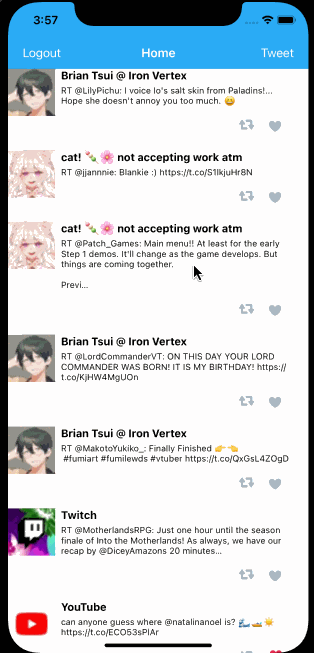 3:57
Logout Home Tweet
Brian Tsui @ Iron Vertex
RT @LilyPichu: I voice Io's salt skin from Paladins!...
Hope she doesn't annoy you too much. 😄
cat! 🍡🌸 not accepting work atm
RT @jjannnie: Blankie :) https://t.co/S1lkjuHr8N
cat! 🍡🌸 not accepting work atm
RT @Patch_Games: Main menu!! At least for the early
Step 1 demos. It'll change as the game develops. But
things are coming together.
Previ...
Brian Tsui @ Iron Vertex
RT @LordCommanderVT: ON THIS DAY YOUR LORD
COMMANDER WAS BORN! IT IS MY BIRTHDAY! https://
t.co/KjHW4MgUOn
Brian Tsui @ Iron Vertex
RT @MakotoYukiko_: Finally Finished 👉👈
#fumiart #fumilewds #vtuber https://t.co/QxGsL4ZOgD
Twitch
RT @MotherlandsRPG: Just one hour until the season
finale of Into the Motherlands! As always, we have our
recap by @DiceyAmazons 20 minutes...
YouTube
can anyone guess where @natalinanoel is? 🌊🚤☀️
https://t.co/ECO53sPlAr